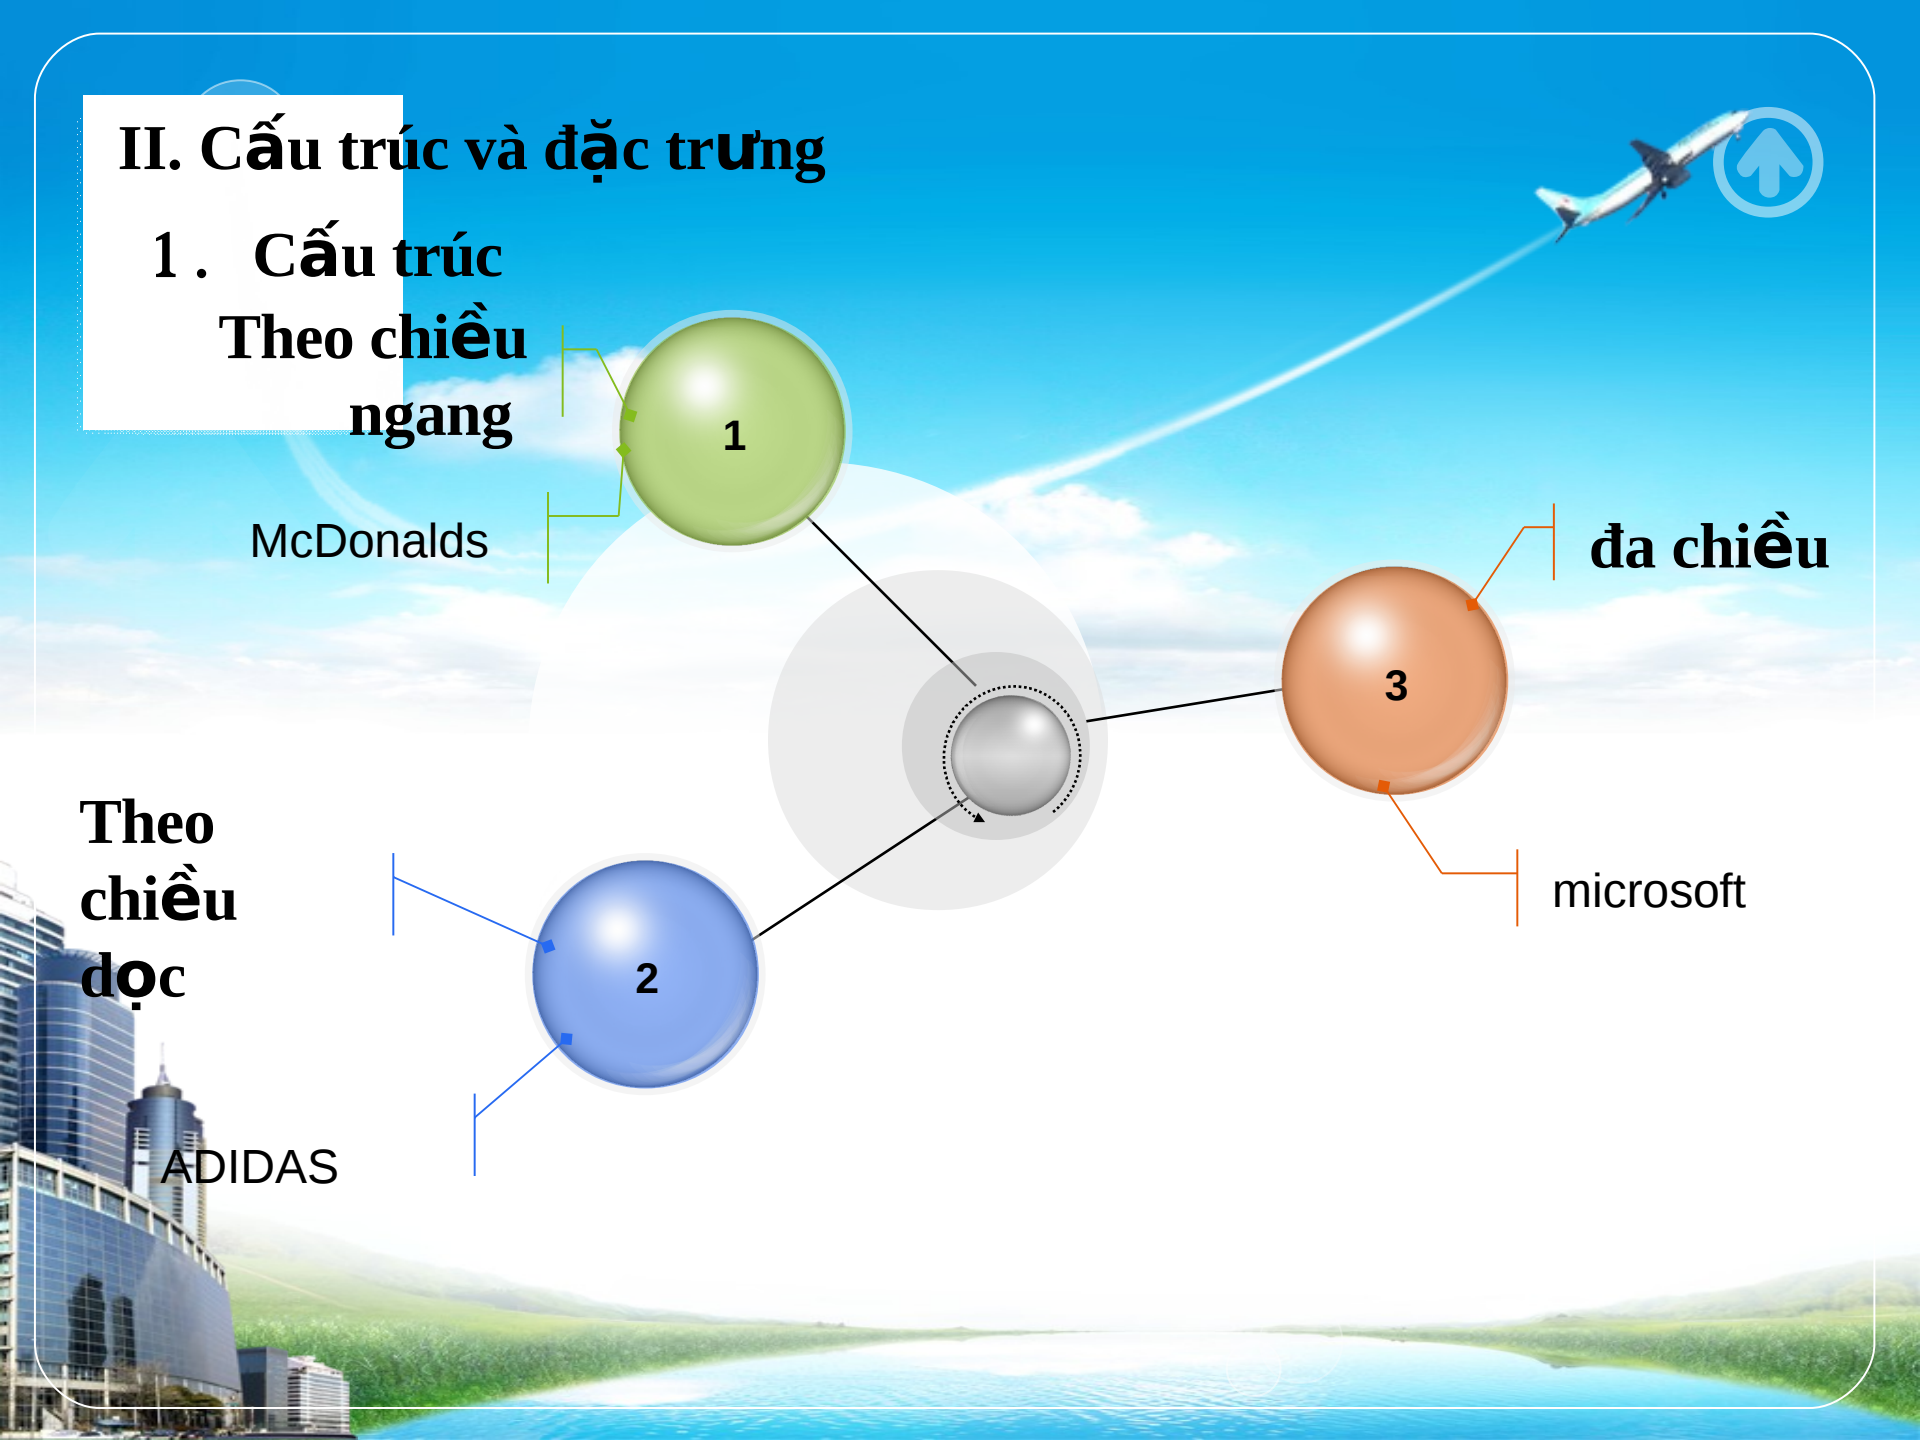 II. Cấu trúc và đặc trưng
1 . Cấu trúc
Theo chiều
ngang
1
McDonalds
đa chiều
3
microsoft
Theo
chiều
dọc
2
ADIDAS